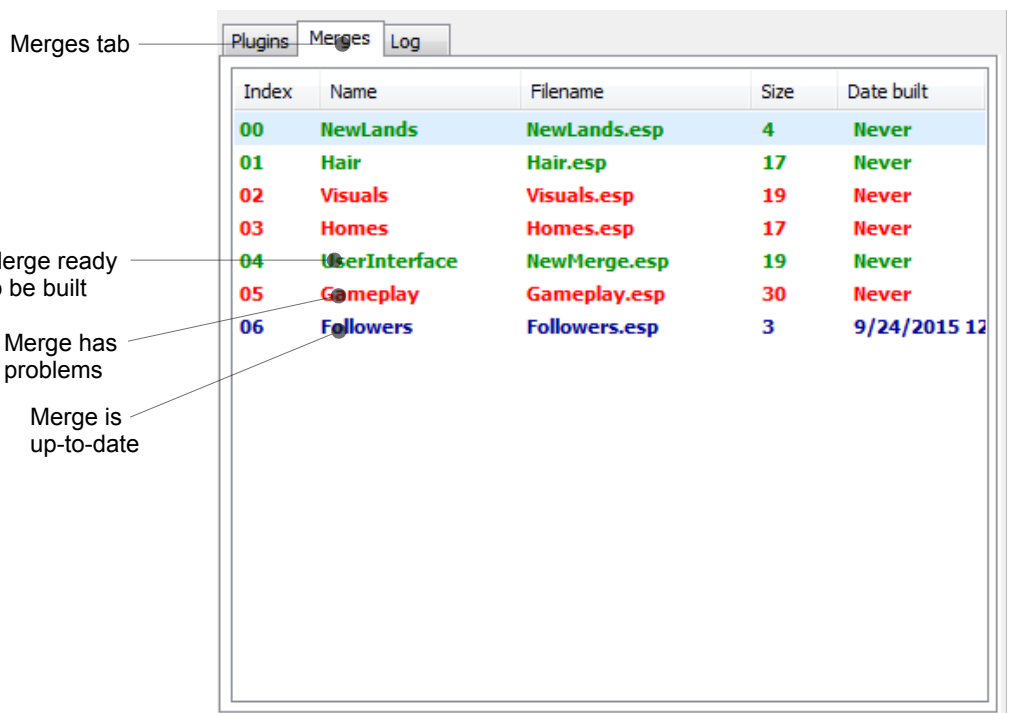 Merges tab
Plugins Merges Log
Index Name Filename Size Date built
00 NewLands NewLands.esp 4 Never
01 Hair Hair.esp 17 Never
02 Visuals Visuals.esp 19 Never
03 Homes Homes.esp 17 Never
04 UserInterface NewMerge.esp 19 Never
05 Gameplay Gameplay.esp 30 Never
06 Followers Followers.esp 3 9/24/2015 12
Merge ready
to be built
Merge has
problems
Merge is
up-to-date